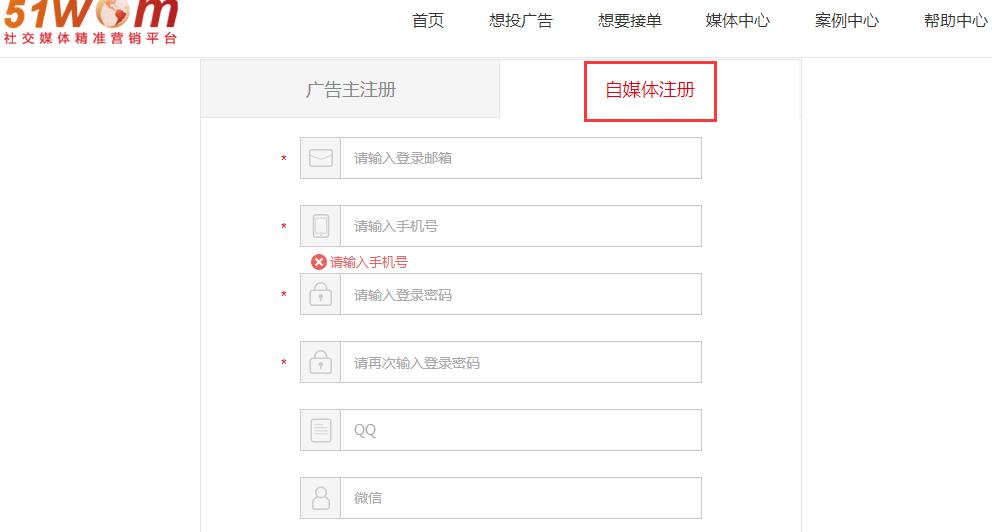 51WOm
社交媒体精准营销平台
首页 想投广告 想要接单 媒体中心 案例中心 帮助中心
广告主注册 自媒体注册
* 请输入登录邮箱
* 请输入手机号
请输入手机号
* 请输入登录密码
* 请再次输入登录密码
QQ
微信